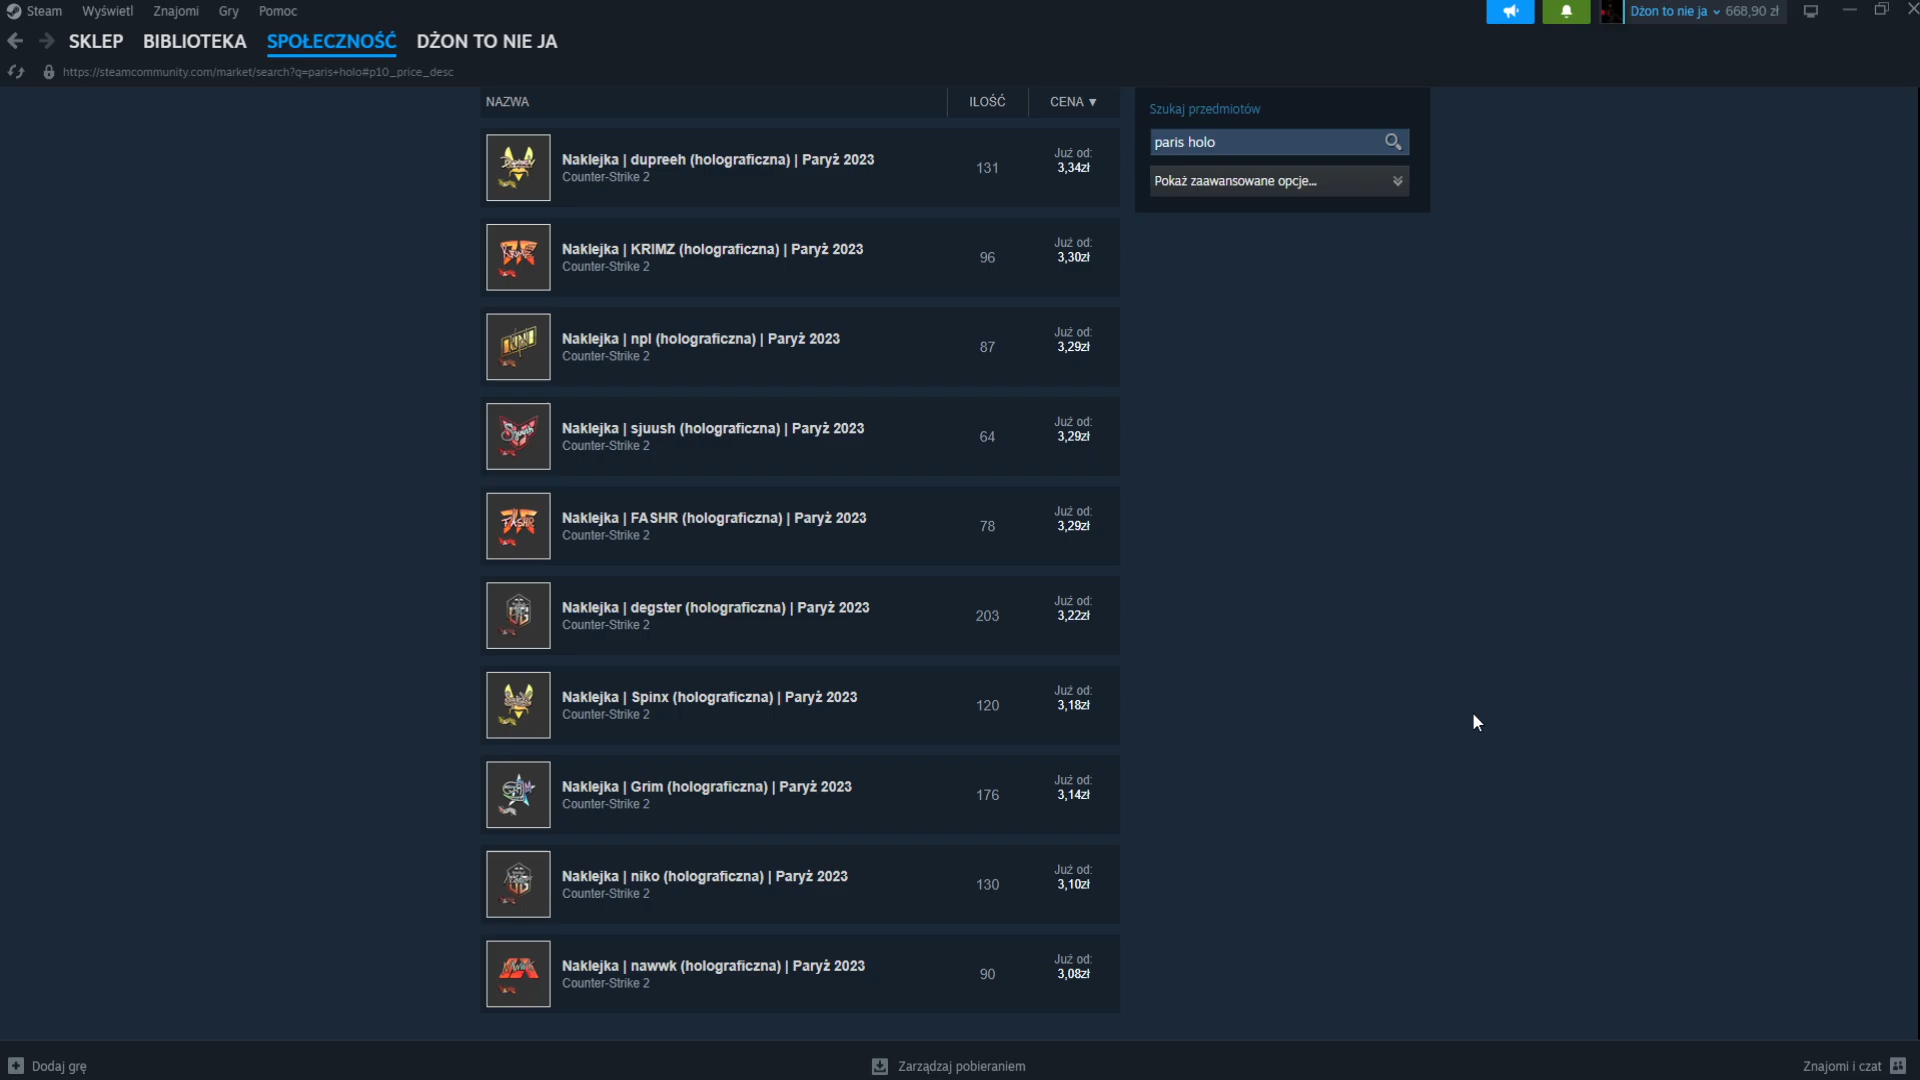 Steam Wyświetl Znajomi Gry Pomoc
Dżon to nie ja 668,90 zł
SKLEP BIBLIOTEKA SPOŁECZNOŚĆ DŻON TO NIE JA
https://steamcommunity.com/market/search?q=paris+holo#p10_price_desc
NAZWA ILOŚĆ CENA ▼
Szukaj przedmiotów
paris holo
Pokaż zaawansowane opcje...
Naklejka | dupreeh (holograficzna) | Paryż 2023
Counter-Strike 2
131
Już od:
3,34zł
Naklejka | KRIMZ (holograficzna) | Paryż 2023
Counter-Strike 2
96
Już od:
3,30zł
Naklejka | npl (holograficzna) | Paryż 2023
Counter-Strike 2
87
Już od:
3,29zł
Naklejka | sjuush (holograficzna) | Paryż 2023
Counter-Strike 2
64
Już od:
3,29zł
Naklejka | FASHR (holograficzna) | Paryż 2023
Counter-Strike 2
78
Już od:
3,29zł
Naklejka | degster (holograficzna) | Paryż 2023
Counter-Strike 2
203
Już od:
3,22zł
Naklejka | Spinx (holograficzna) | Paryż 2023
Counter-Strike 2
120
Już od:
3,18zł
Naklejka | Grim (holograficzna) | Paryż 2023
Counter-Strike 2
176
Już od:
3,14zł
Naklejka | niko (holograficzna) | Paryż 2023
Counter-Strike 2
130
Już od:
3,10zł
Naklejka | nawwk (holograficzna) | Paryż 2023
Counter-Strike 2
90
Już od:
3,08zł
Dodaj grę Zarządzaj pobieraniem Znajomi i czat